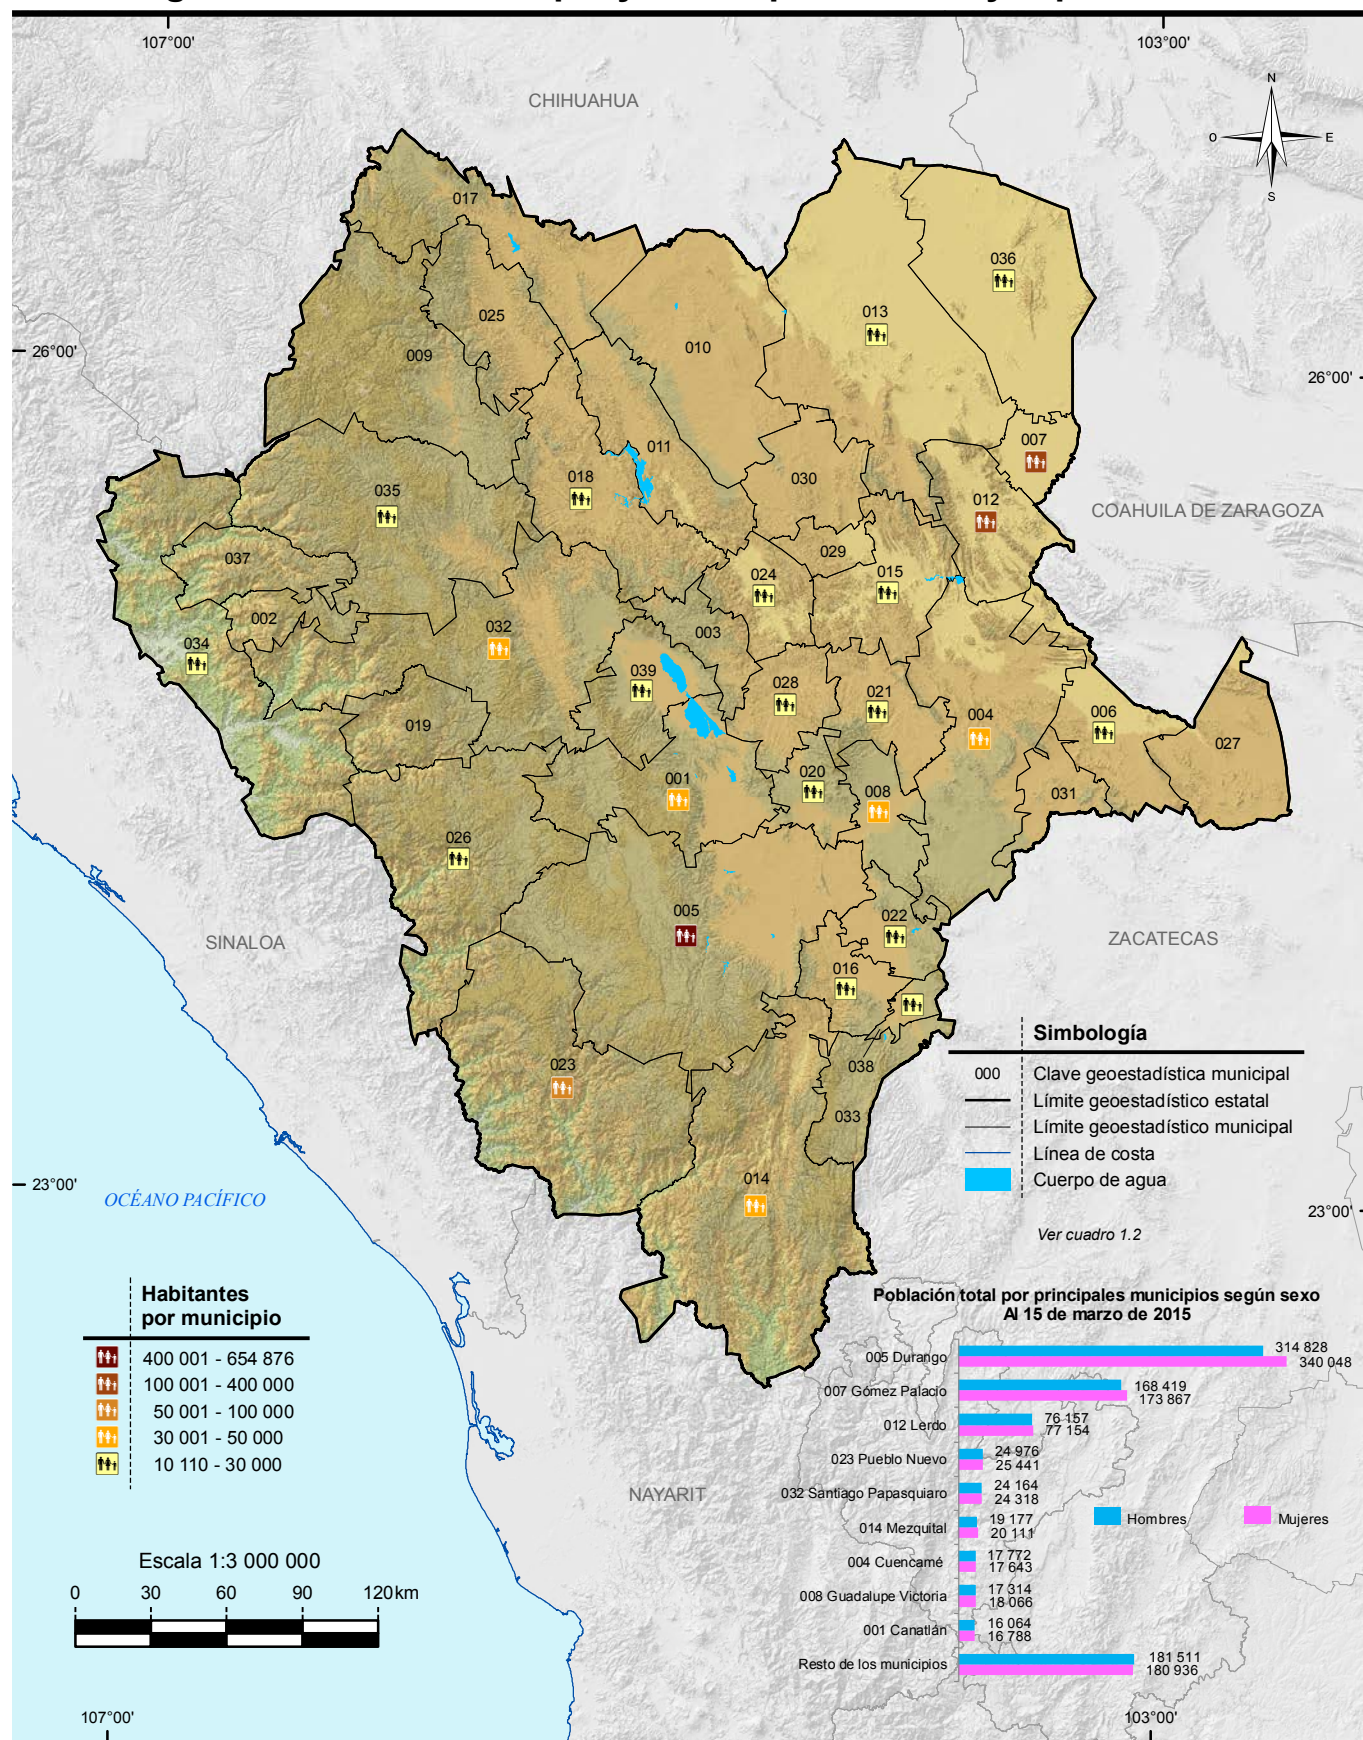 107°00'
103°00'
CHIHUAHUA
N
O
E
S
017
036
013
025
010
009
26°00'
26°00'
007
011
030
018
035
012
COAHUILA DE ZARAGOZA
029
037
024
015
002
032
003
034
039
028
021
019
004
006
027
001
020
008
031
026
005
022
SINALOA
ZACATECAS
016
038
023
033
014
Simbología
000 Clave geoestadística municipal
Límite geoestadístico estatal
Límite geoestadístico municipal
Línea de costa
Cuerpo de agua
Ver cuadro 1.2
23°00'
23°00'
OCÉANO PACÍFICO
Habitantes
por municipio
400 001 - 654 876
100 001 - 400 000
50 001 - 100 000
30 001 - 50 000
10 110 - 30 000
NAYARIT
Escala 1:3 000 000
0 30 60 90 120km
Población total por principales municipios según sexo
Al 15 de marzo de 2015
005 Durango 314 828
340 048
007 Gómez Palacio 168 419
173 867
012 Lerdo 76 157
77 154
023 Pueblo Nuevo 24 976
25 441
032 Santiago Papasquiaro 24 164
24 318
014 Mezquital 19 177
20 111
004 Cuencamé 17 772
17 643
008 Guadalupe Victoria 17 314
18 066
001 Canatlán 16 064
16 788
Resto de los municipios 181 511
180 936
Hombres
Mujeres
107°00'
103°00'